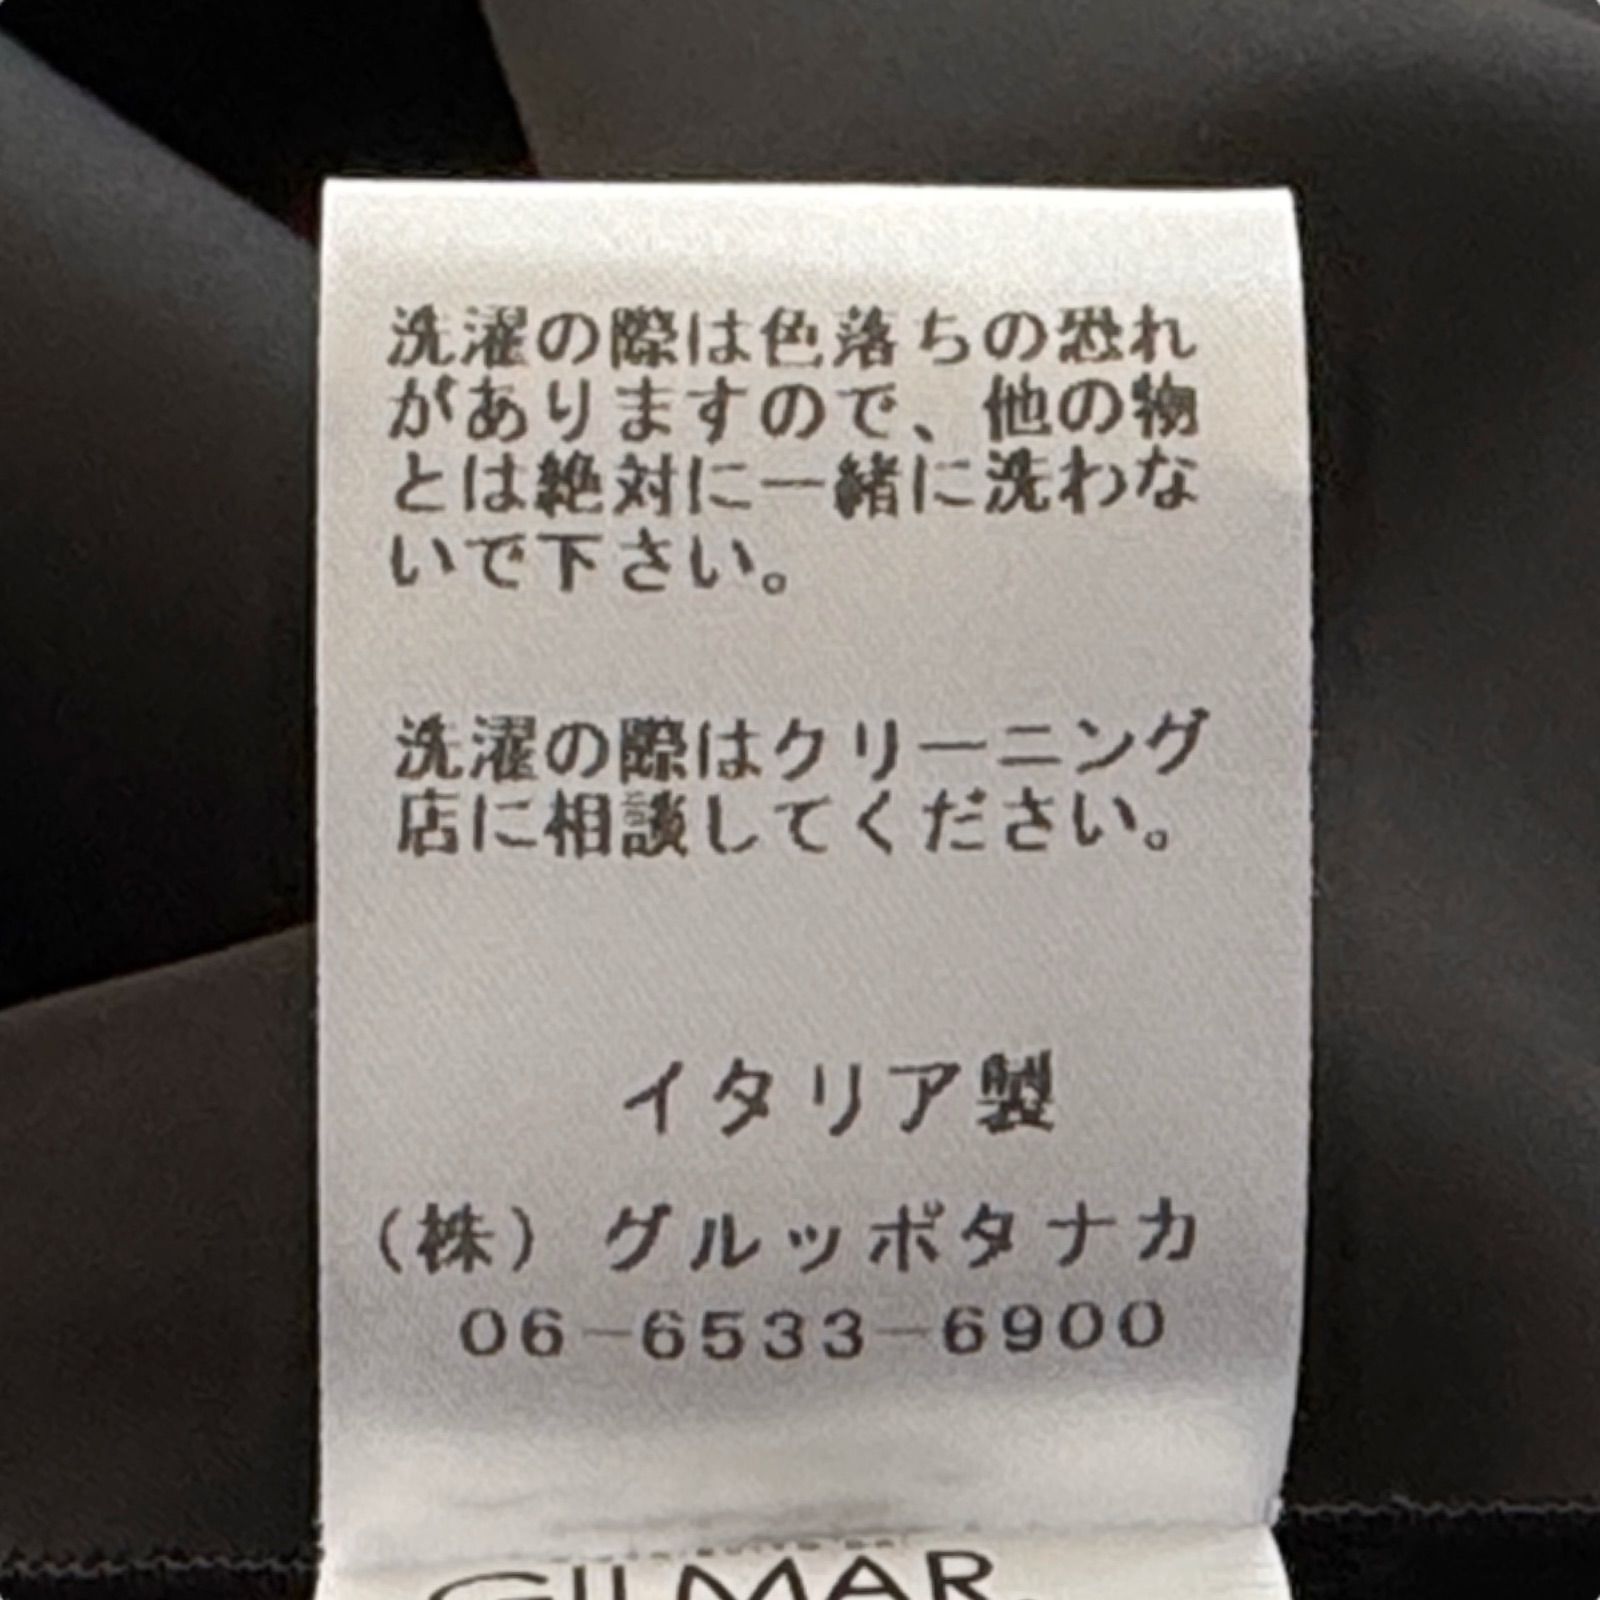 洗濯の際は色落ちの恐れ
がありますので、他の物
とは絶対に一緒に洗わな
いで下さい。
洗濯の際はクリーニング
店に相談してください。
イタリア製
（株）グルッポタナカ
06-6533-6900
GILMAR